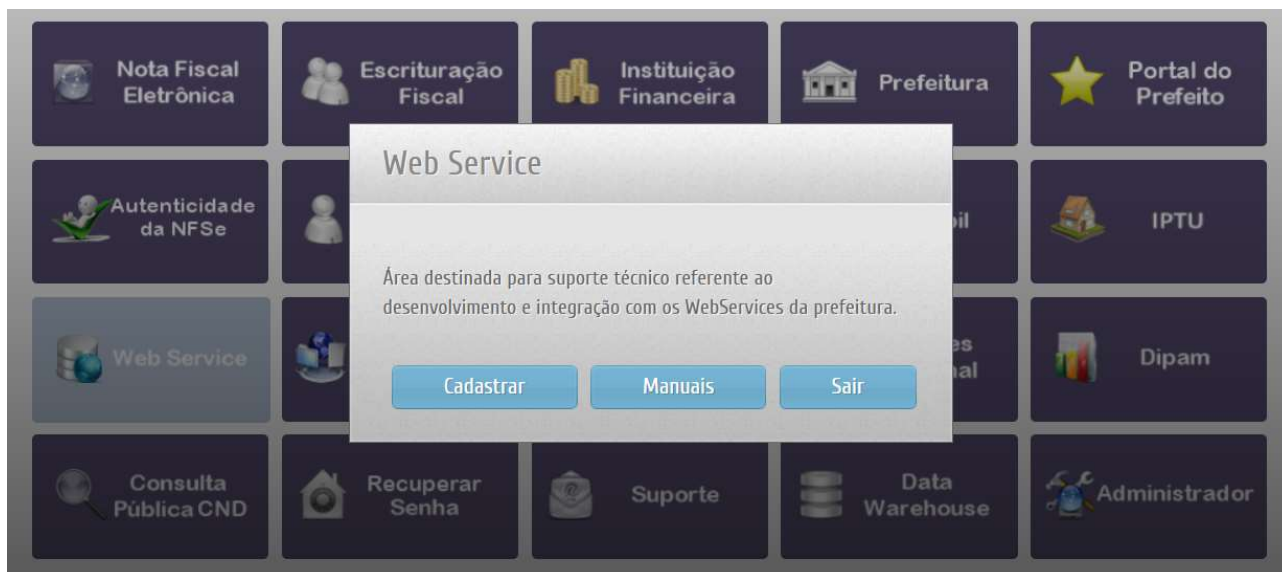 Nota Fiscal
Eletrônica
Escrituração
Fiscal
Instituição
Financeira
Prefeitura
Portal do
Prefeito
Web Service
Autenticidade
da NFSe
IPTU
Área destinada para suporte técnico referente ao
desenvolvimento e integração com os WebServices da prefeitura.
Web Service
Dipam
Cadastrar
Manuais
Sair
Consulta
Pública CND
Recuperar
Senha
Suporte
Data
Warehouse
Administrador